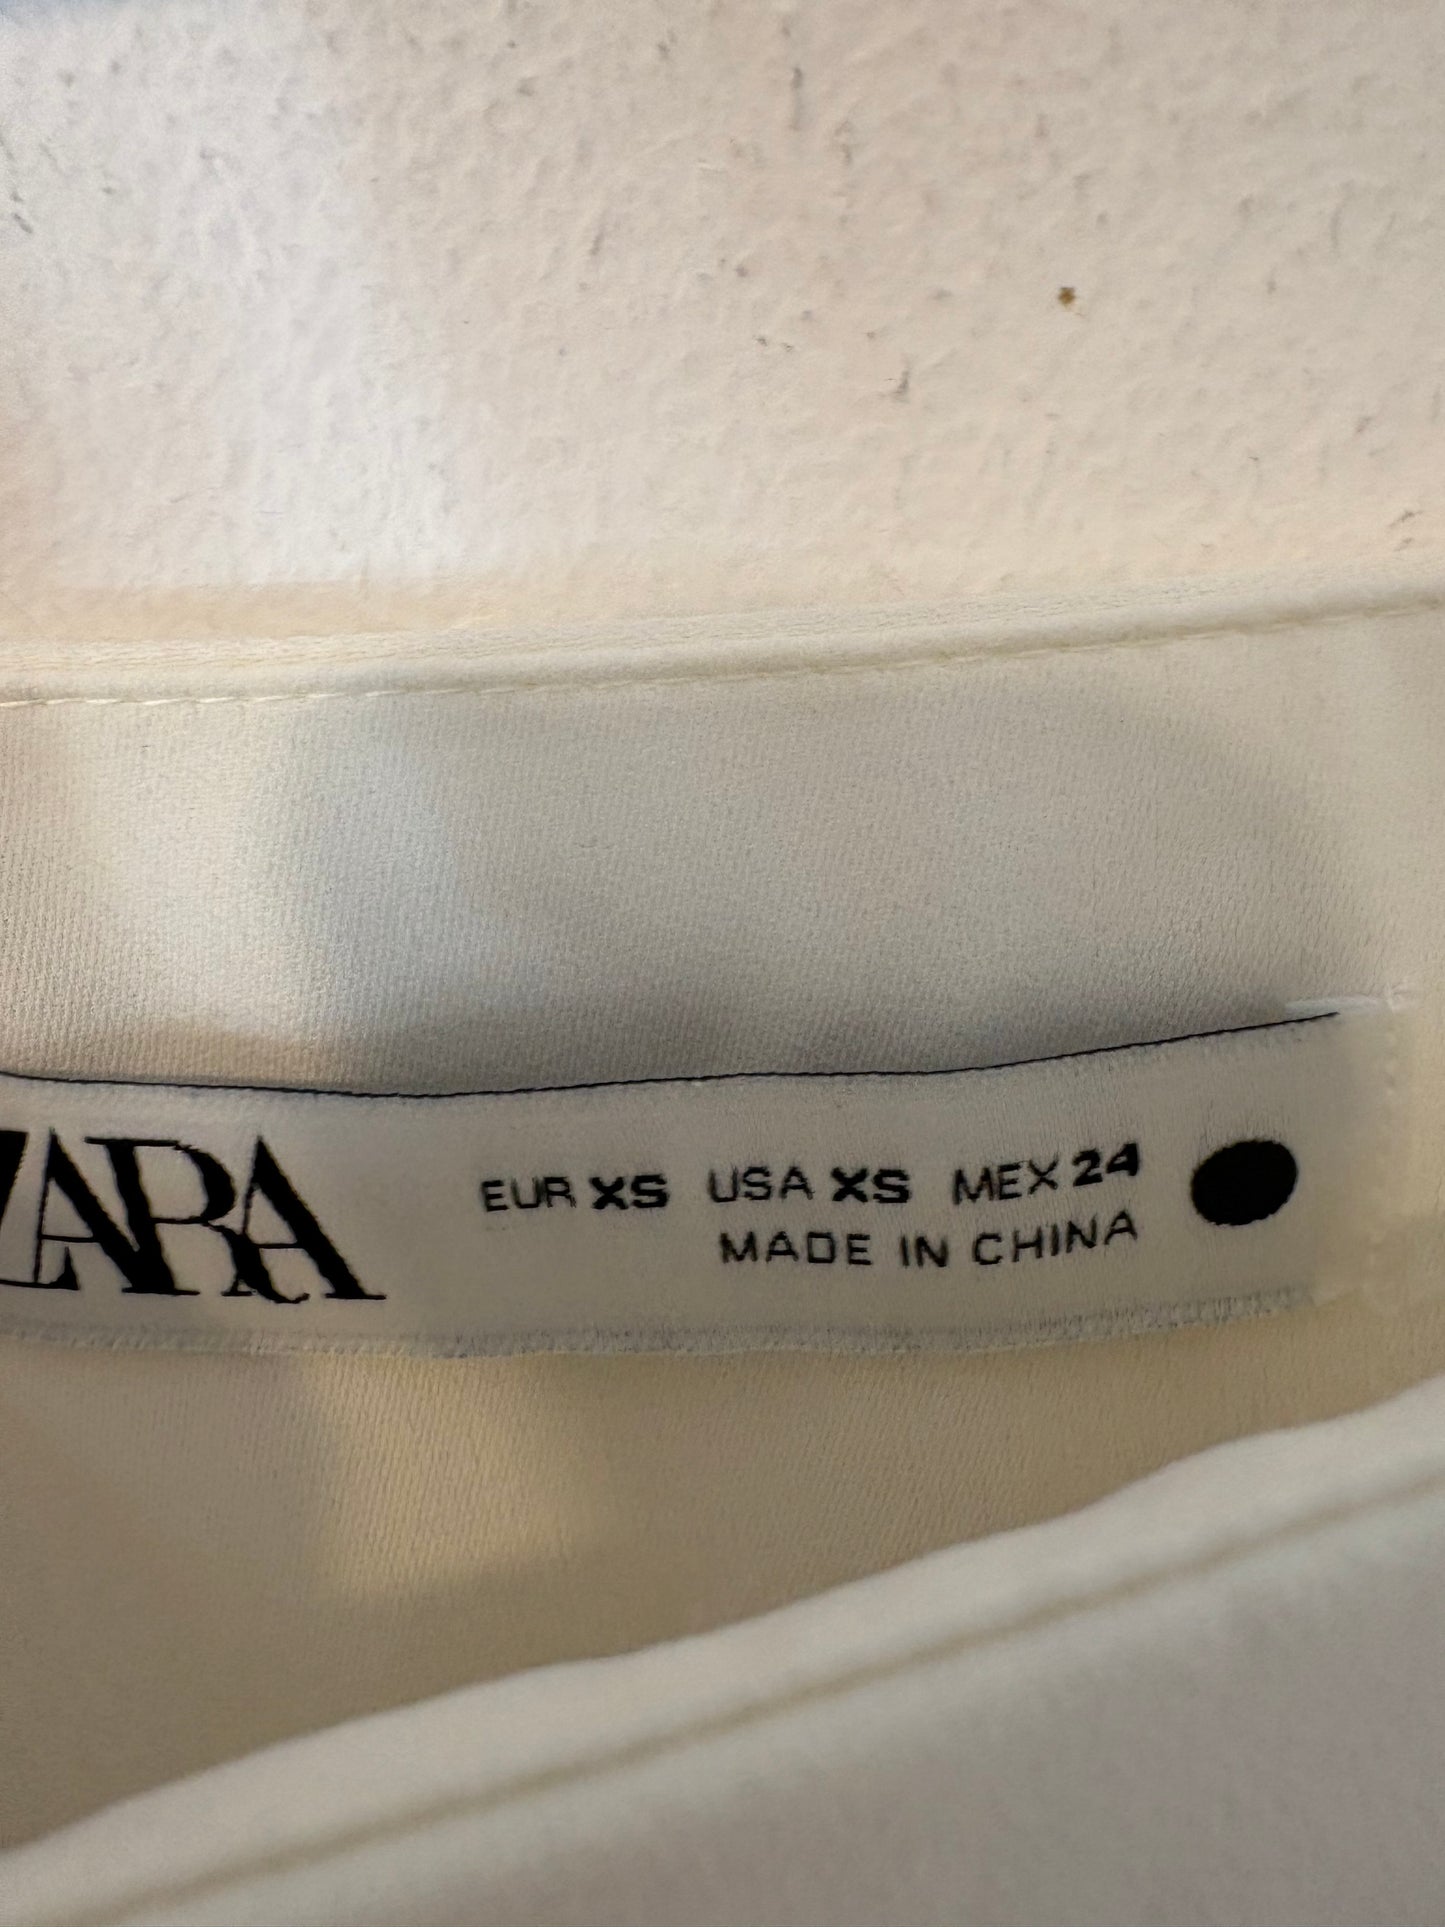 ZARA
EUR XS USA XS MEX 24
MADE IN CHINA